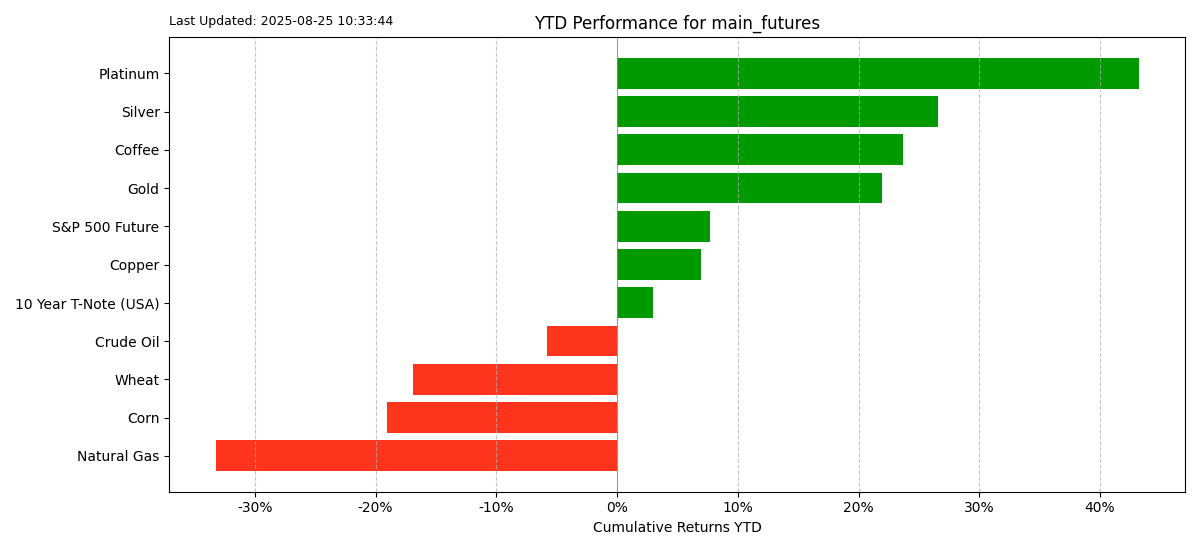 Last Updated: 2025-08-25 10:33:44
YTD Performance for main_futures
Platinum
Silver
Coffee
Gold
S&P 500 Future
Copper
10 Year T-Note (USA)
Crude Oil
Wheat
Corn
Natural Gas
-30% -20% -10% 0% 10% 20% 30% 40%
Cumulative Returns YTD